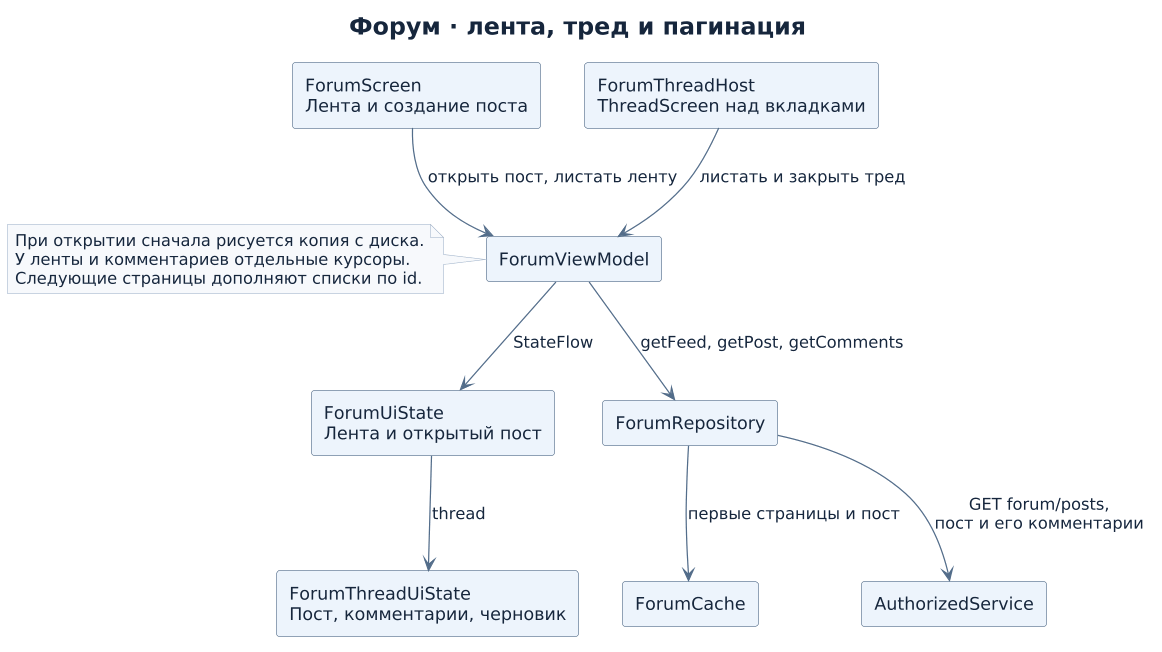 Форум · лента, тред и пагинация
ForumScreen
Лента и создание поста
ForumThreadHost
ThreadScreen над вкладками
открыть пост, листать ленту
листать и закрыть тред
При открытии сначала рисуется копия с диска.
У ленты и комментариев отдельные курсоры.
Следующие страницы дополняют списки по id.
ForumViewModel
StateFlow
getFeed, getPost, getComments
ForumUiState
Лента и открытый пост
ForumRepository
thread
первые страницы и пост
GET forum/posts,
пост и его комментарии
ForumThreadUiState
Пост, комментарии, черновик
ForumCache
AuthorizedService